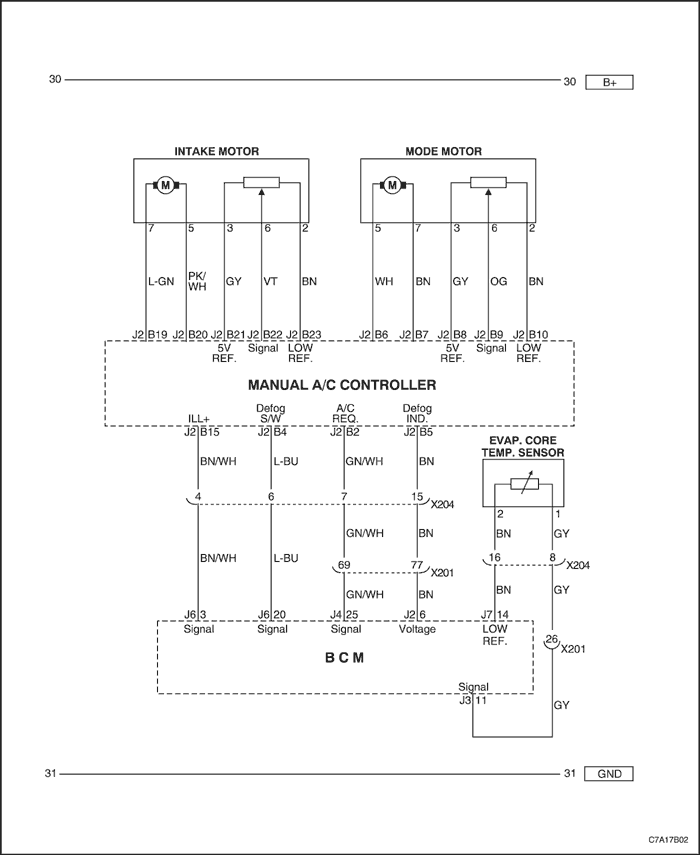 30
30 B+
INTAKE MOTOR MODE MOTOR
M M
7 5 3 6 2 5 7 3 6 2
L-GN PK/ GY VT BN WH BN GY OG BN
WH
J2 B19 J2 B20 J2 B21 J2 B22 J2 B23 J2 B6 J2 B7 J2 B8 J2 B9 J2 B10
5V Signal LOW 5V Signal LOW
REF. REF. REF. REF.
MANUAL A/C CONTROLLER
Defog A/C Defog
ILL+ S/W REQ. IND.
J2 B15 J2 B4 J2 B2 J2 B5
EVAP. CORE
TEMP. SENSOR
BN/WH L-BU GN/WH BN
4 6 7 15 X204
2 1
BN/WH L-BU GN/WH BN BN GY
16 8 X204
69 77 X201
GN/WH BN BN GY
J6 3 J6 20 J4 25 J2 6 J7 14
Signal Signal Signal Voltage LOW
REF.
26 X201
B C M
Signal
J3 11
GY
31 31 GND
C7A17B02